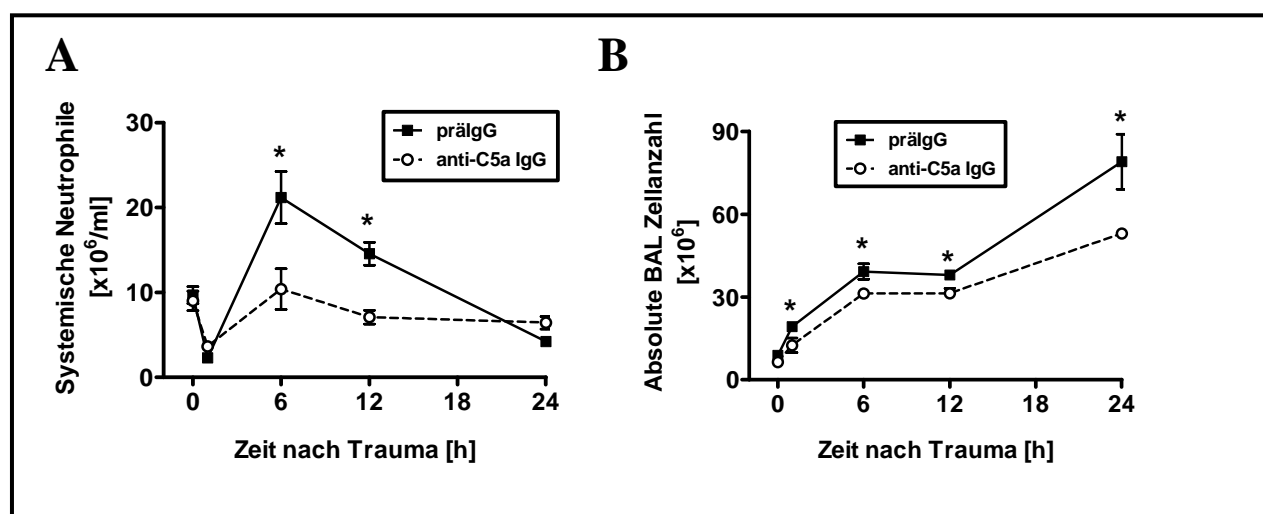 A
Systemische Neutrophile
[x10⁶/ml]
30
20
10
0
präIgG
anti-C5a IgG
*
*
0 6 12 18 24
Zeit nach Trauma [h]
B
Absolute BAL Zellanzahl
[x10⁶]
90
60
30
0
präIgG
anti-C5a IgG
*
*
*
*
0 6 12 18 24
Zeit nach Trauma [h]